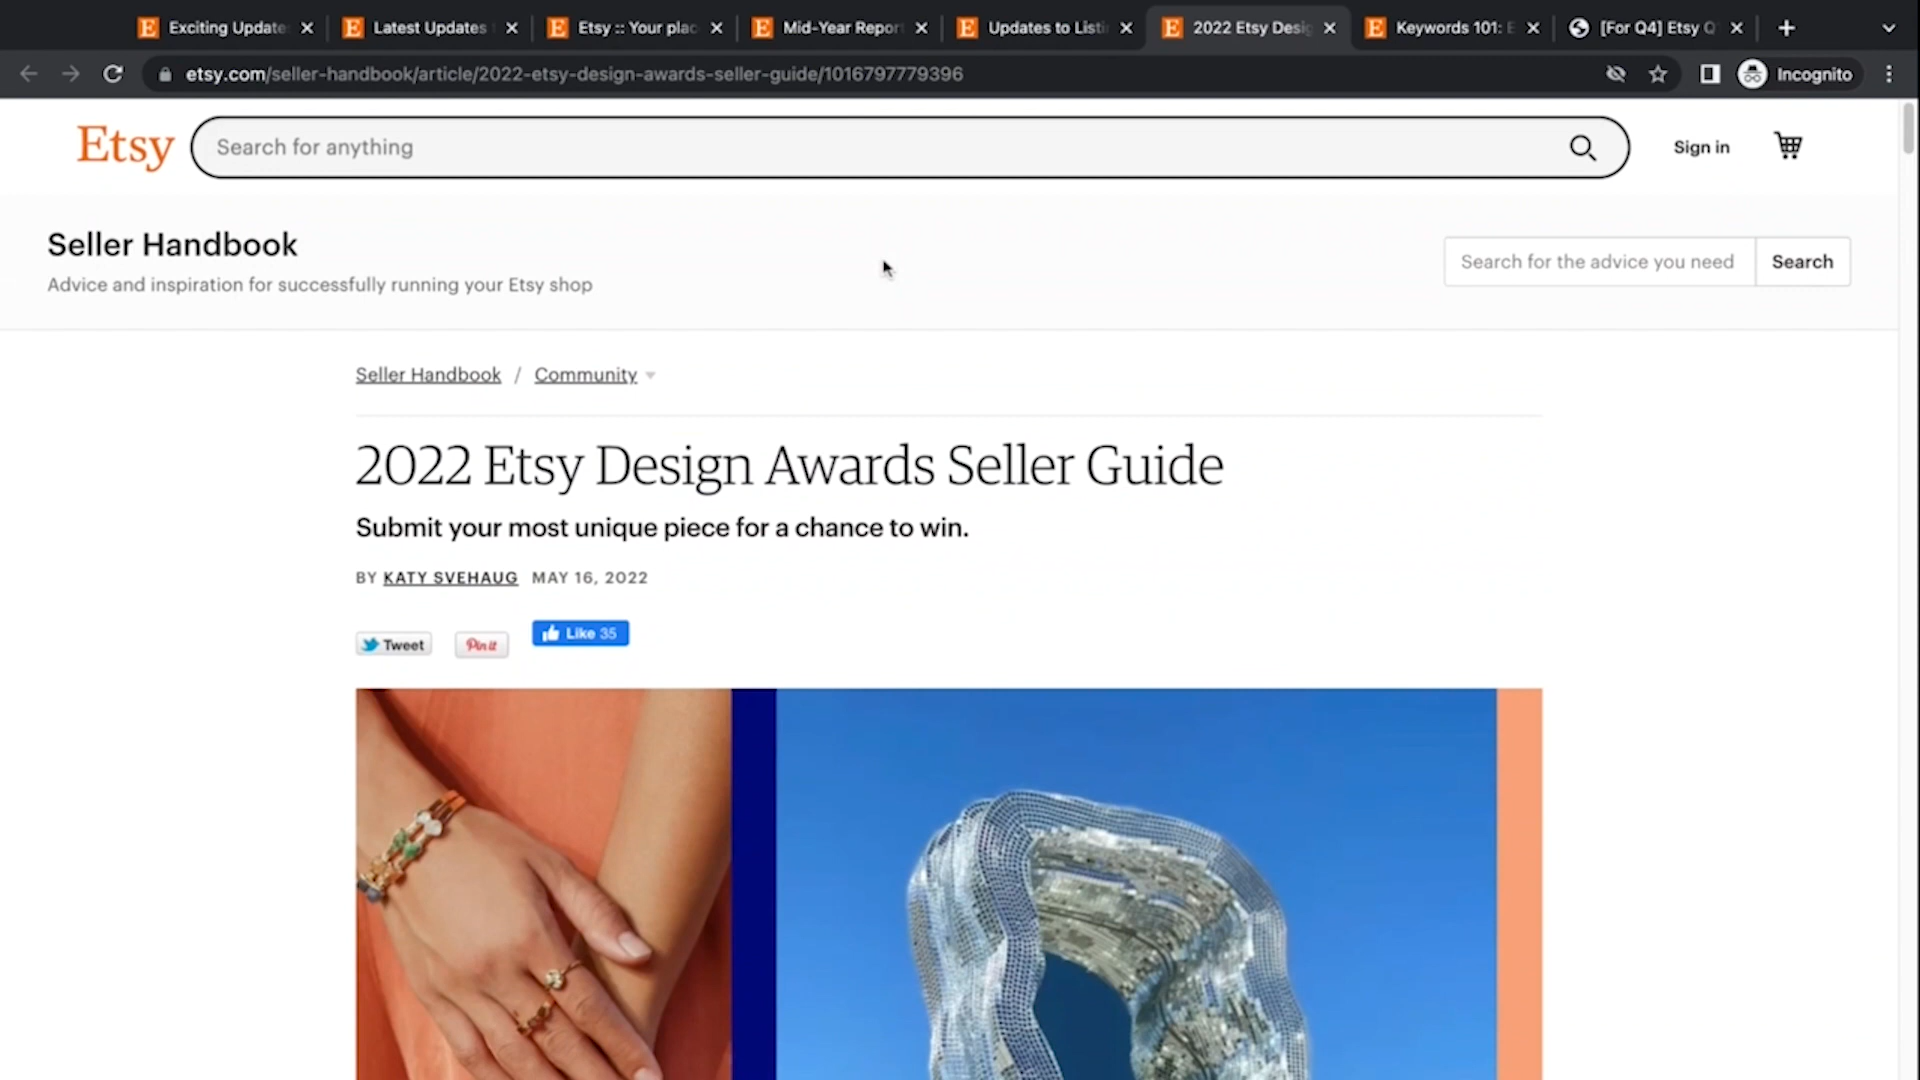 Exciting Update
Latest Updates
Etsy :: Your plac
Mid-Year Repor
Updates to Listi
2022 Etsy Desi
Keywords 101: E
[For Q4] Etsy Q
etsy.com/seller-handbook/article/2022-etsy-design-awards-seller-guide/1016797779396
Incognito
Etsy
Search for anything
Sign in
Seller Handbook
Advice and inspiration for successfully running your Etsy shop
Search for the advice you need
Search
Seller Handbook / Community
2022 Etsy Design Awards Seller Guide
Submit your most unique piece for a chance to win.
BY KATY SVEHAUG MAY 16, 2022
Tweet
Pin it
Like 35